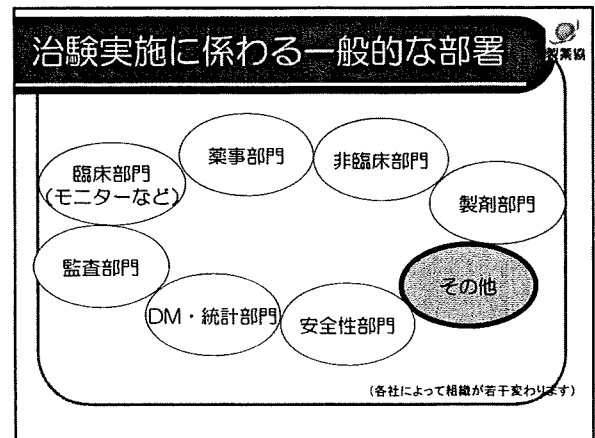 治験実施に係わる一般的な部署
製薬協
薬事部門
非臨床部門
臨床部門
(モニターなど)
製剤部門
監査部門
その他
DM・統計部門
安全性部門
(各社によって組織が若干変わります)